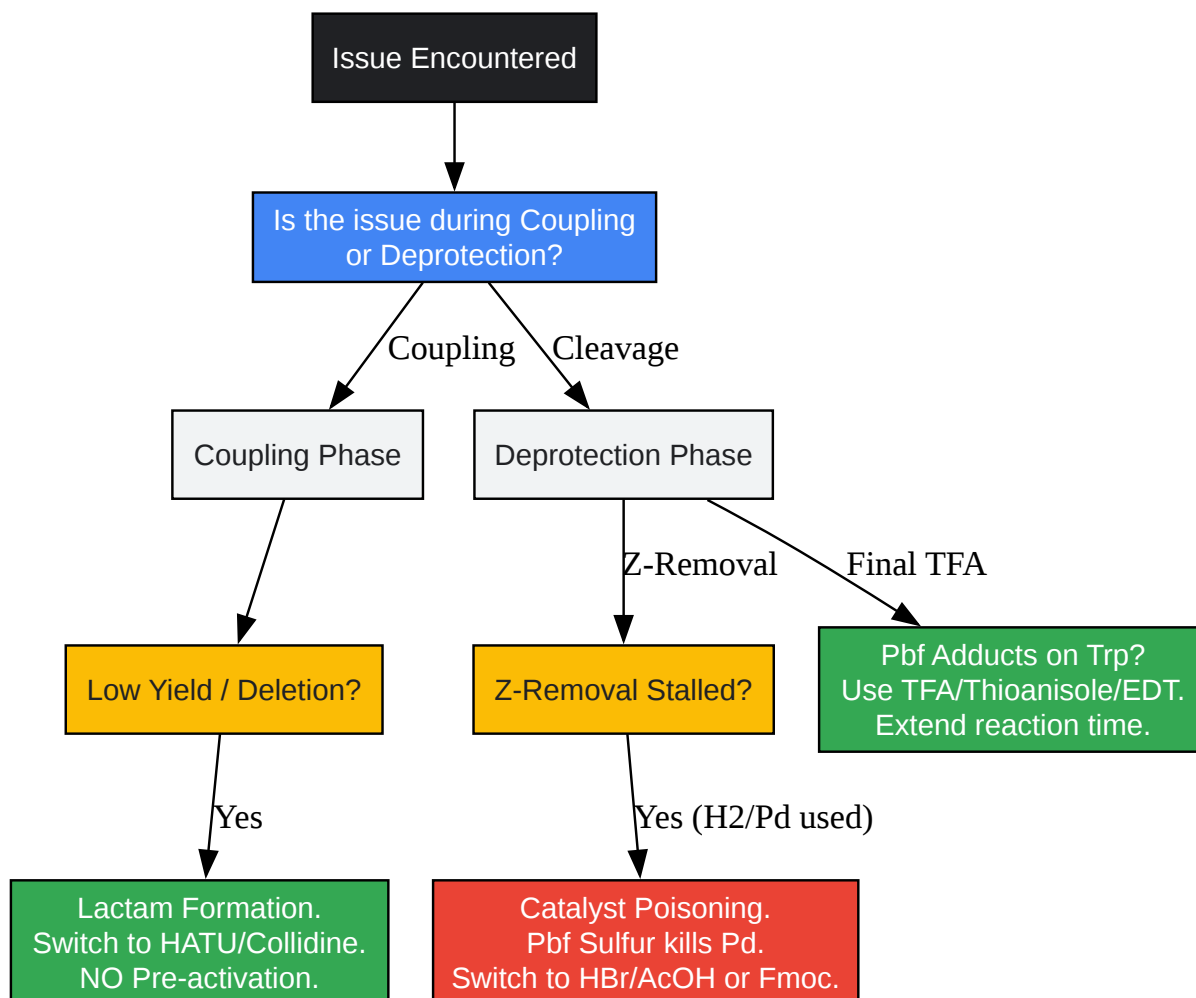 Issue Encountered
Is the issue during Coupling
or Deprotection?
Coupling
Cleavage
Coupling Phase
Deprotection Phase
Z-Removal
Final TFA
Low Yield / Deletion?
Z-Removal Stalled?
Pbf Adducts on Trp?
Use TFA/Thioanisole/EDT.
Extend reaction time.
Yes
Yes (H2/Pd used)
Lactam Formation.
Switch to HATU/Collidine.
NO Pre-activation.
Catalyst Poisoning.
Pbf Sulfur kills Pd.
Switch to HBr/AcOH or Fmoc.